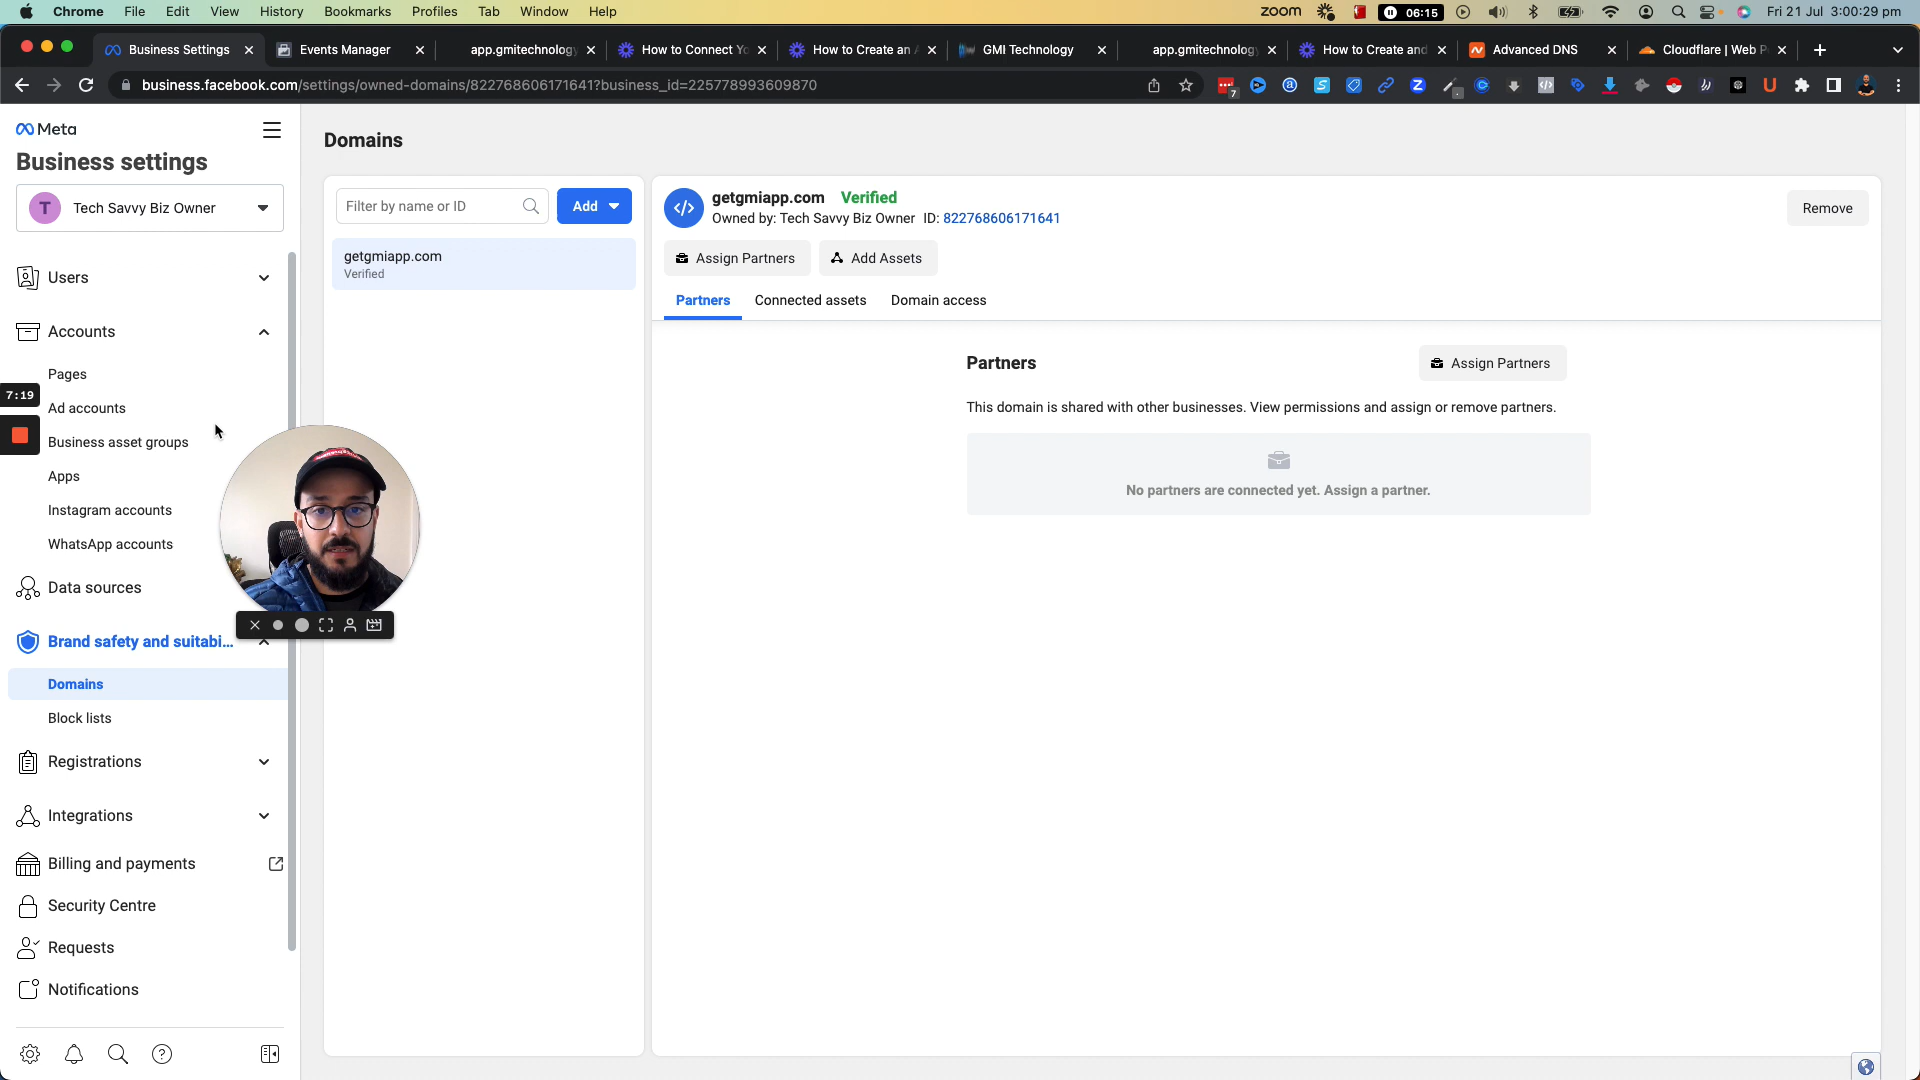 Chrome File Edit View History Bookmarks Profiles Tab Window Help
zoom 06:15 Fri 21 Jul 3:00:29 pm
Business Settings
Events Manager
app.gmitechnology
How to Connect Yo
How to Create an A
GMI Technology
app.gmitechnology
How to Create and
Advanced DNS
Cloudflare | Web P
business.facebook.com/settings/owned-domains/822768606171641?business_id=225778993609870
7
Meta
Business settings
T Tech Savvy Biz Owner
Users
Accounts
Pages
7:19
Ad accounts
Business asset groups
Apps
Instagram accounts
WhatsApp accounts
Data sources
Brand safety and suitabi...
Domains
Block lists
Registrations
Integrations
Billing and payments
Security Centre
Requests
Notifications
Domains
Filter by name or ID
Add
getgmiapp.com
Verified
getgmiapp.com Verified
Owned by: Tech Savvy Biz Owner ID: 822768606171641
Remove
Assign Partners
Add Assets
Partners Connected assets Domain access
Partners
Assign Partners
This domain is shared with other businesses. View permissions and assign or remove partners.
No partners are connected yet. Assign a partner.